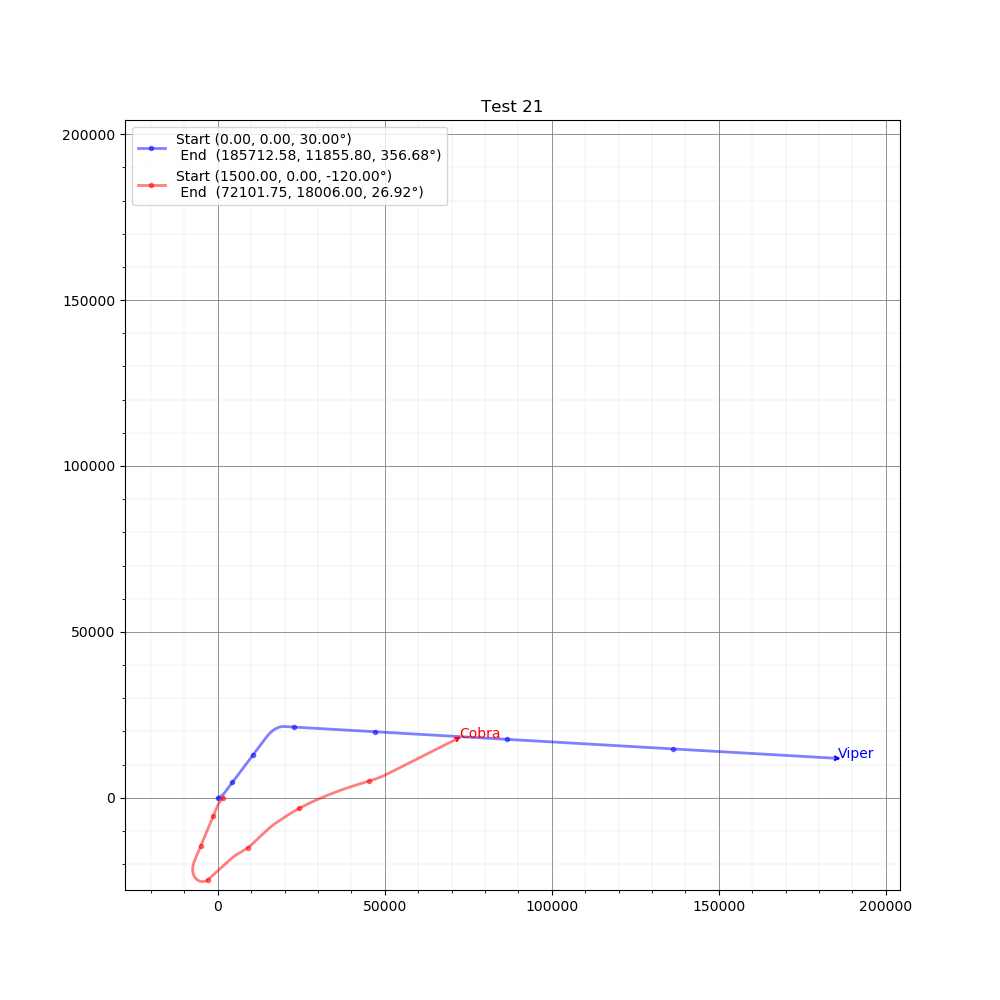 Test 21
Start (0.00, 0.00, 30.00°)
End  (185712.58, 11855.80, 356.68°)
Start (1500.00, 0.00, -120.00°)
End  (72101.75, 18006.00, 26.92°)
200000
150000
100000
50000
0
Cobra
Viper
0
50000
100000
150000
200000